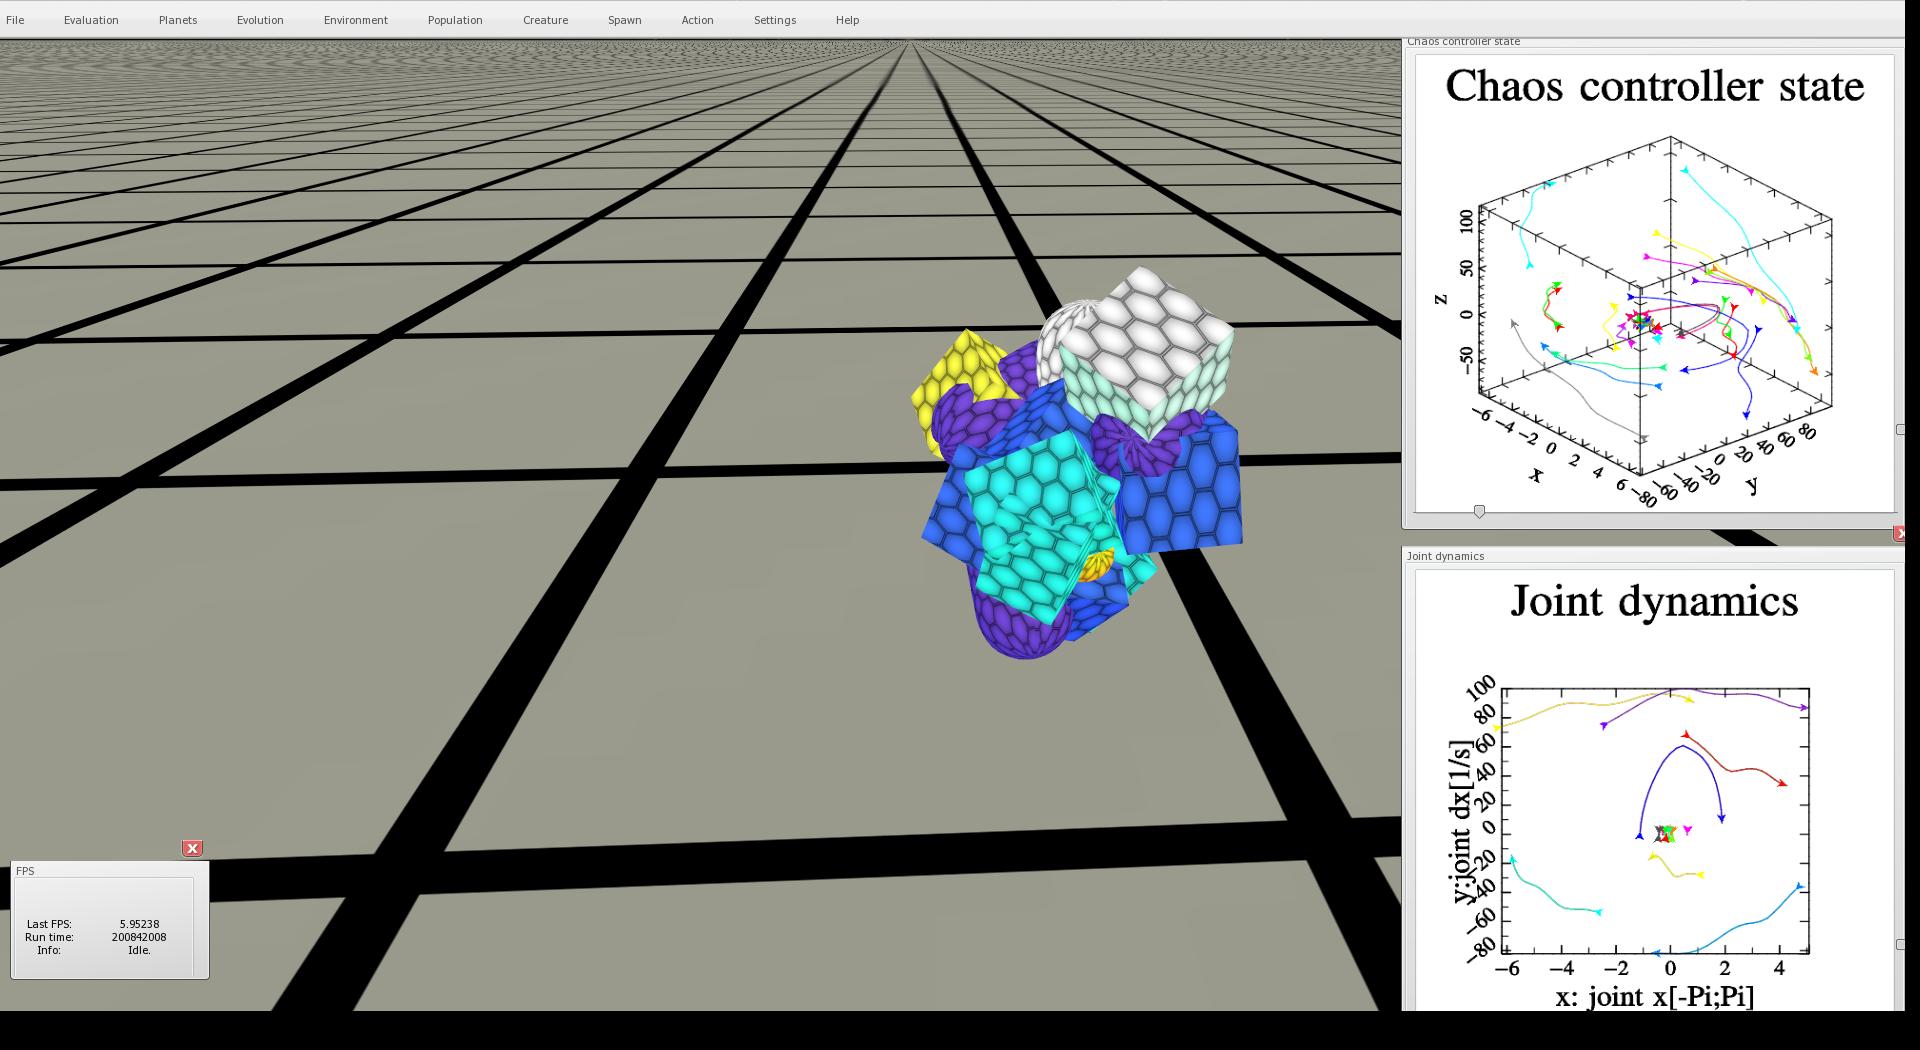 File Evaluation Planets Evolution Environment Population Creature Spawn Action Settings Help
Chaos controller state
Chaos controller state
100
50
0
−50
z
−6 −4 −2 0 2 4 6
x
−80 −60 −40 −20 0 20 40 60 80
y
Joint dynamics
Joint dynamics
100
80
60
40
20
0
−20
−40
−60
−80
y:joint dx[1/s]
−6 −4 −2 0 2 4
x: joint x[-Pi;Pi]
FPS
Last FPS: 5.95238
Run time: 200842008
Info: Idle.